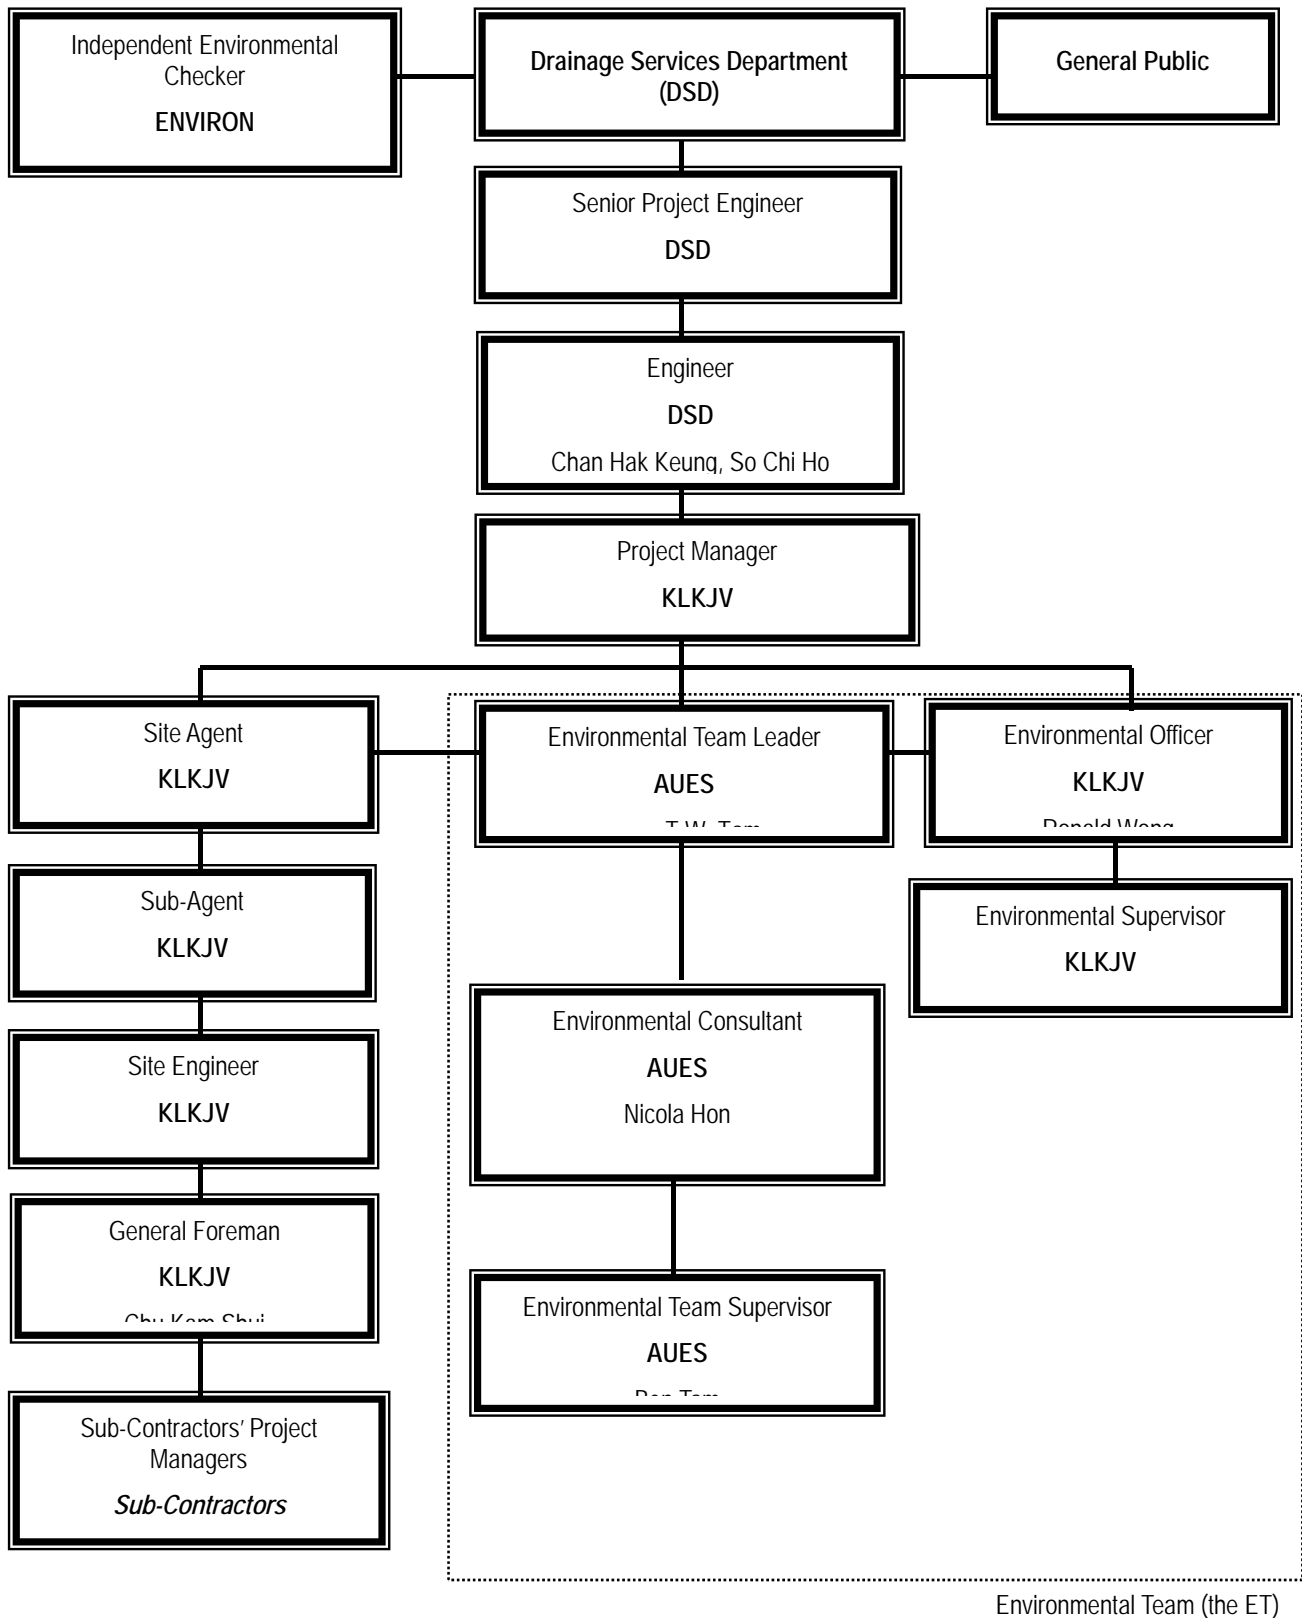 Independent Environmental
Checker
ENVIRON
Drainage Services Department
(DSD)
General Public
Senior Project Engineer
DSD
Engineer
DSD
Chan Hak Keung, So Chi Ho
Project Manager
KLKJV
Site Agent
KLKJV
Environmental Team Leader
AUES
Environmental Officer
KLKJV
Sub-Agent
KLKJV
Environmental Supervisor
KLKJV
Environmental Consultant
AUES
Nicola Hon
Site Engineer
KLKJV
General Foreman
KLKJV
Environmental Team Supervisor
AUES
Sub-Contractors' Project
Managers
Sub-Contractors
Environmental Team (the ET)